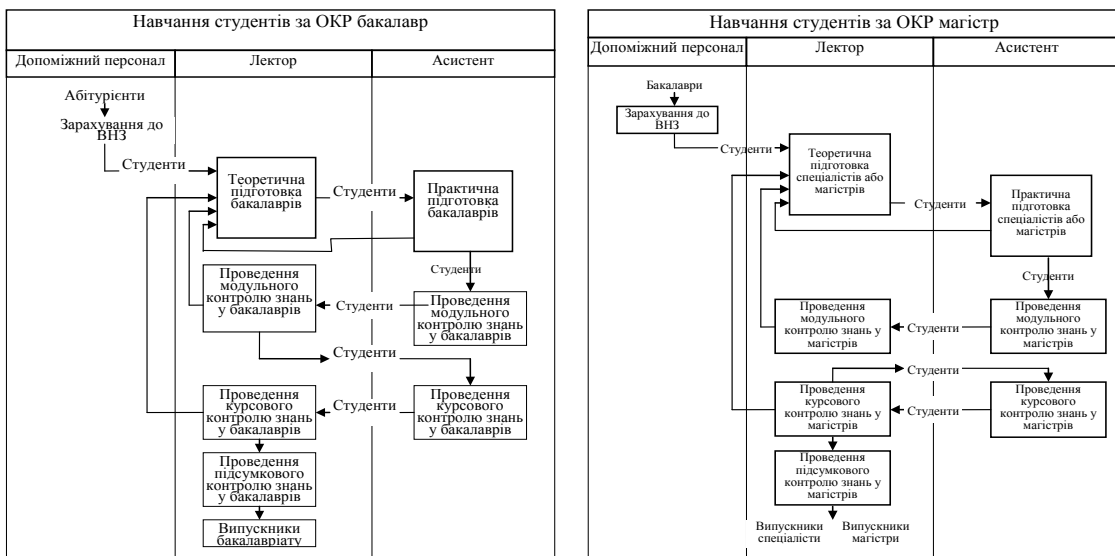 Навчання студентів за ОКР бакалавр
Допоміжний персонал
Лектор
Асистент
Абітурієнти
Зарахування до
ВНЗ
Студенти
Теоретична
підготовка
бакалаврів
Студенти
Практична
підготовка
бакалаврів
Студенти
Проведення
модульного
контролю знань
у бакалаврів
Студенти
Проведення
модульного
контролю знань
у бакалаврів
Студенти
Проведення
курсового
контролю знань
у бакалаврів
Студенти
Проведення
курсового
контролю знань
у бакалаврів
Проведення
підсумкового
контролю знань
у бакалаврів
Випускники
бакалавріату
Навчання студентів за ОКР магістр
Допоміжний персонал
Лектор
Асистент
Бакалаври
Зарахування до
ВНЗ
Студенти
Теоретична
підготовка
спеціалістів або
магістрів
Студенти
Практична
підготовка
спеціалістів або
магістрів
Студенти
Проведення
модульного
контролю знань у
магістрів
Студенти
Проведення
модульного
контролю знань у
магістрів
Студенти
Проведення
курсового
контролю знань у
магістрів
Студенти
Проведення
курсового
контролю знань у
магістрів
Проведення
підсумкового
контролю знань у
магістрів
Випускники
спеціалісти
Випускники
магістри